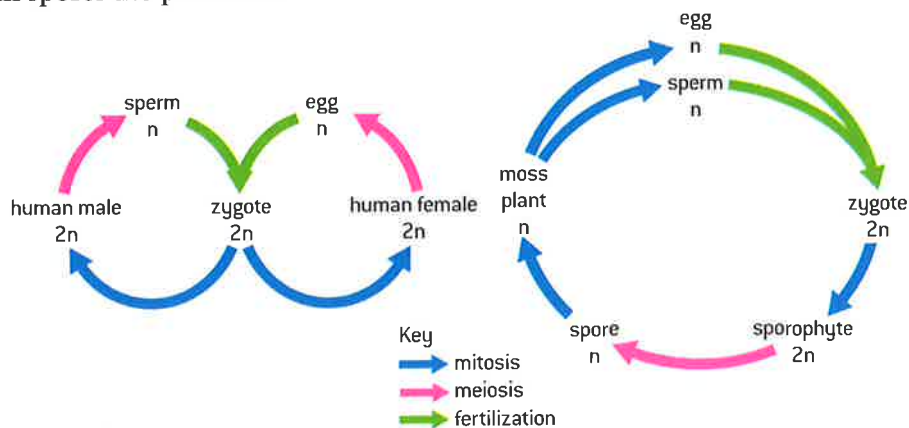 sperm
n
egg
n
human male
2n
zygote
2n
human female
2n
egg
n
sperm
n
moss
plant
n
zygote
2n
spore
n
sporophyte
2n
Key
mitosis
meiosis
fertilization